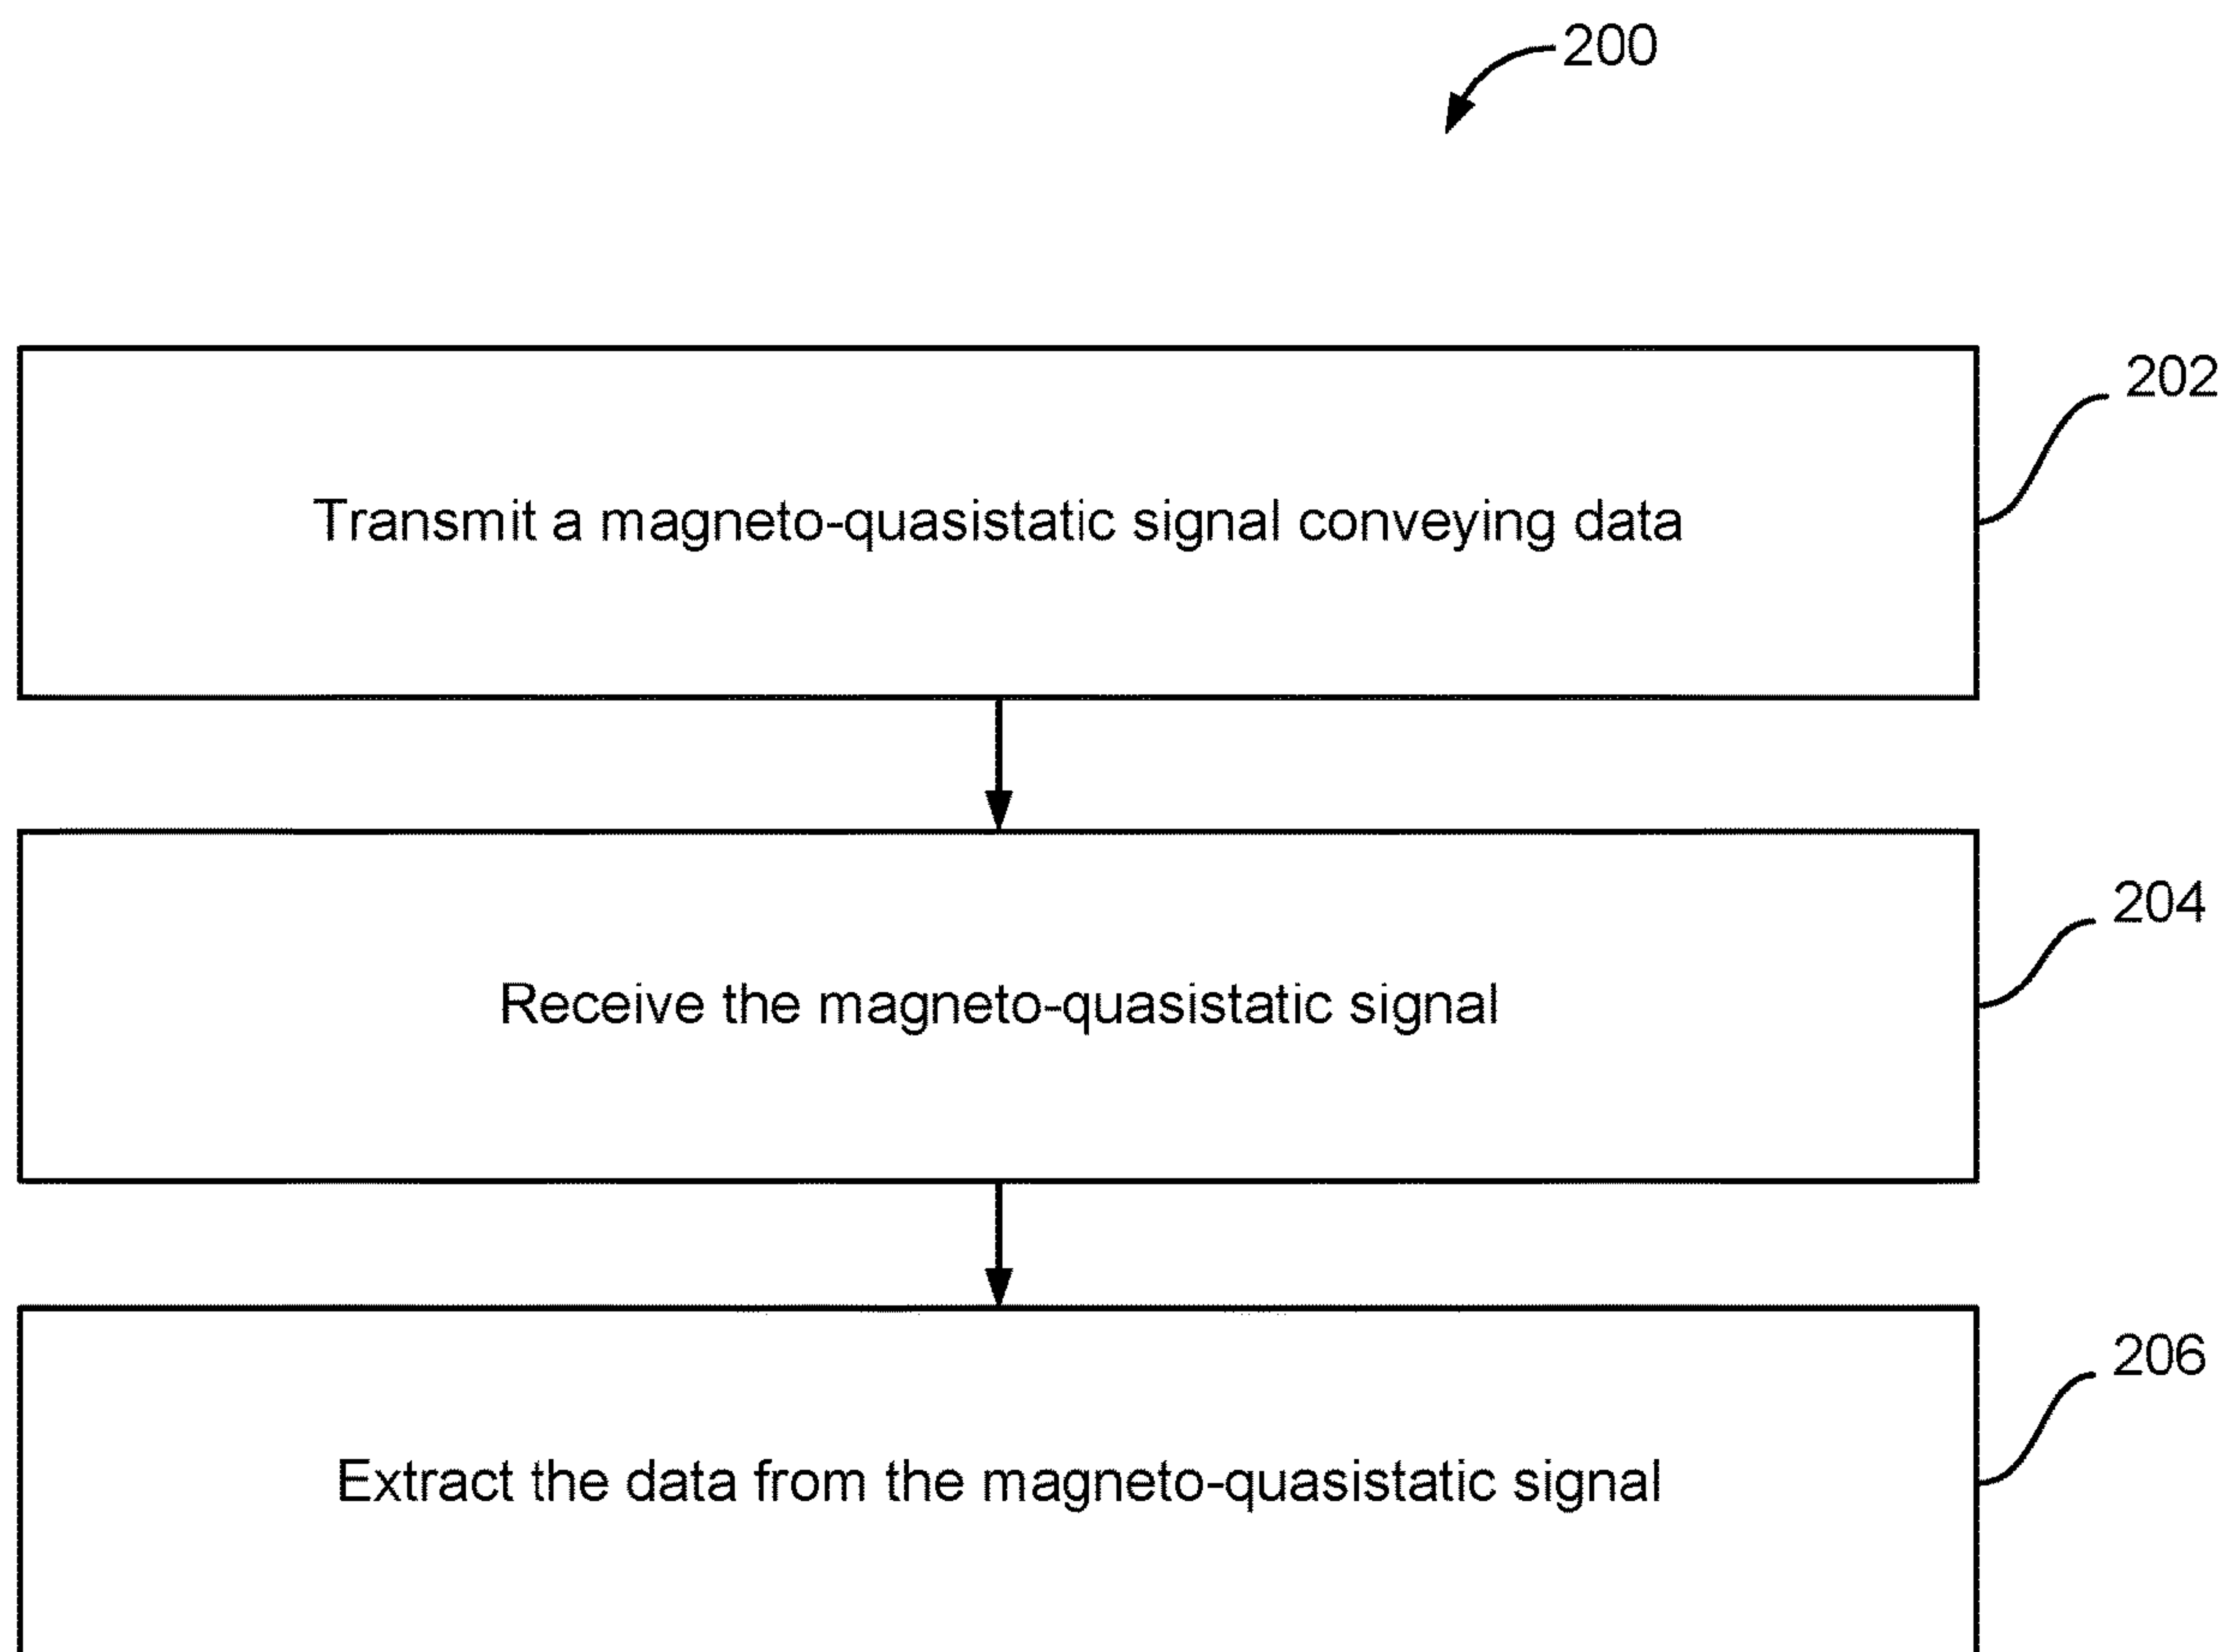 200
202
Transmit a magneto-quasistatic signal conveying data
204
Receive the magneto-quasistatic signal
206
Extract the data from the magneto-quasistatic signal